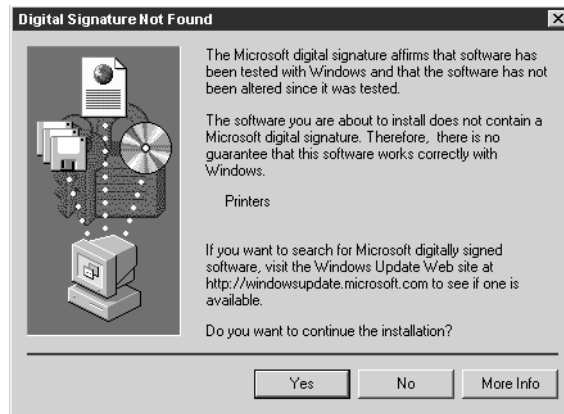 Digital Signature Not Found
The Microsoft digital signature affirms that software has
been tested with Windows and that the software has not
been altered since it was tested.
The software you are about to install does not contain a
Microsoft digital signature. Therefore, there is no
guarantee that this software works correctly with
Windows.
Printers
If you want to search for Microsoft digitally signed
software, visit the Windows Update Web site at
http://windowsupdate.microsoft.com to see if one is
available.
Do you want to continue the installation?
Yes No More Info